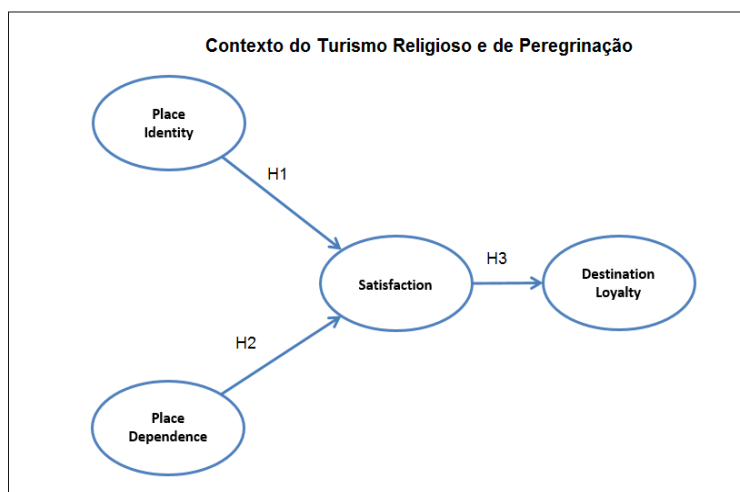 Contexto do Turismo Religioso e de Peregrinação
Place
Identity
H1
Satisfaction
H3
Destination
Loyalty
H2
Place
Dependence